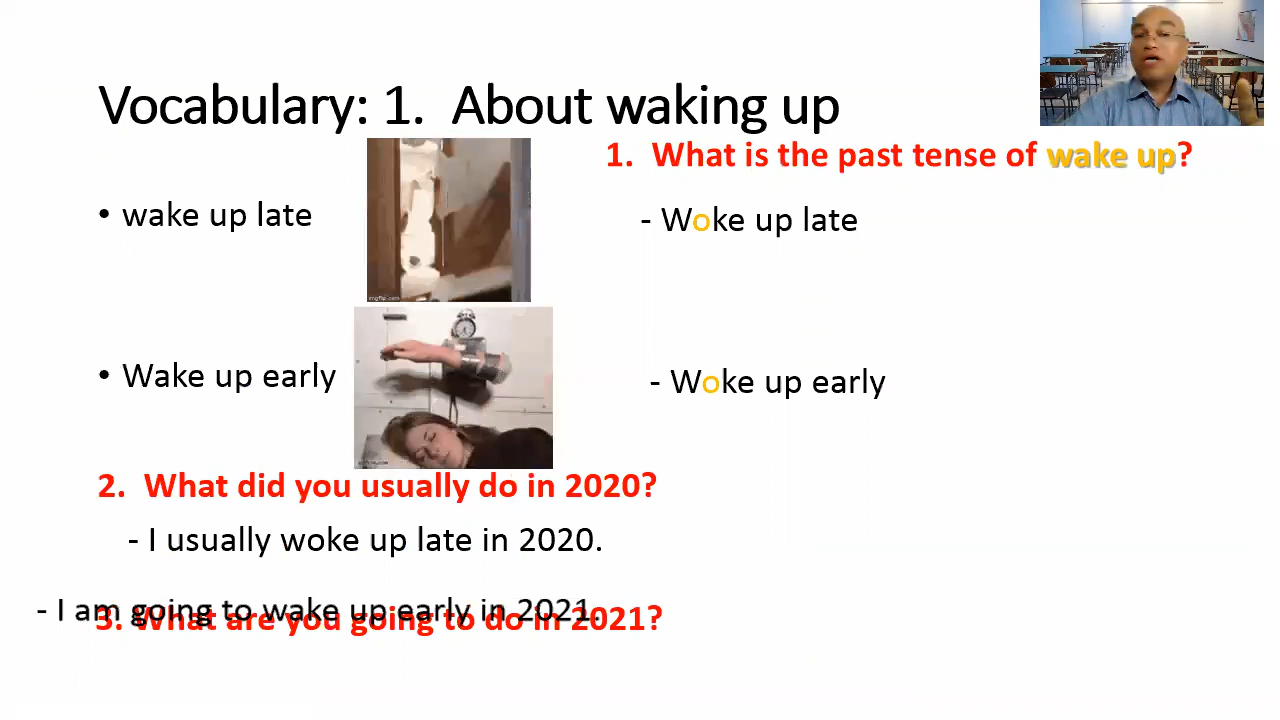 Vocabulary: 1. About waking up
1. What is the past tense of wake up?
• wake up late
- Woke up late
imgflip.com
• Wake up early
- Woke up early
2. What did you usually do in 2020?
- I usually woke up late in 2020.
- I am going to wake up early in 2021.
3. What are you going to do in 2021?